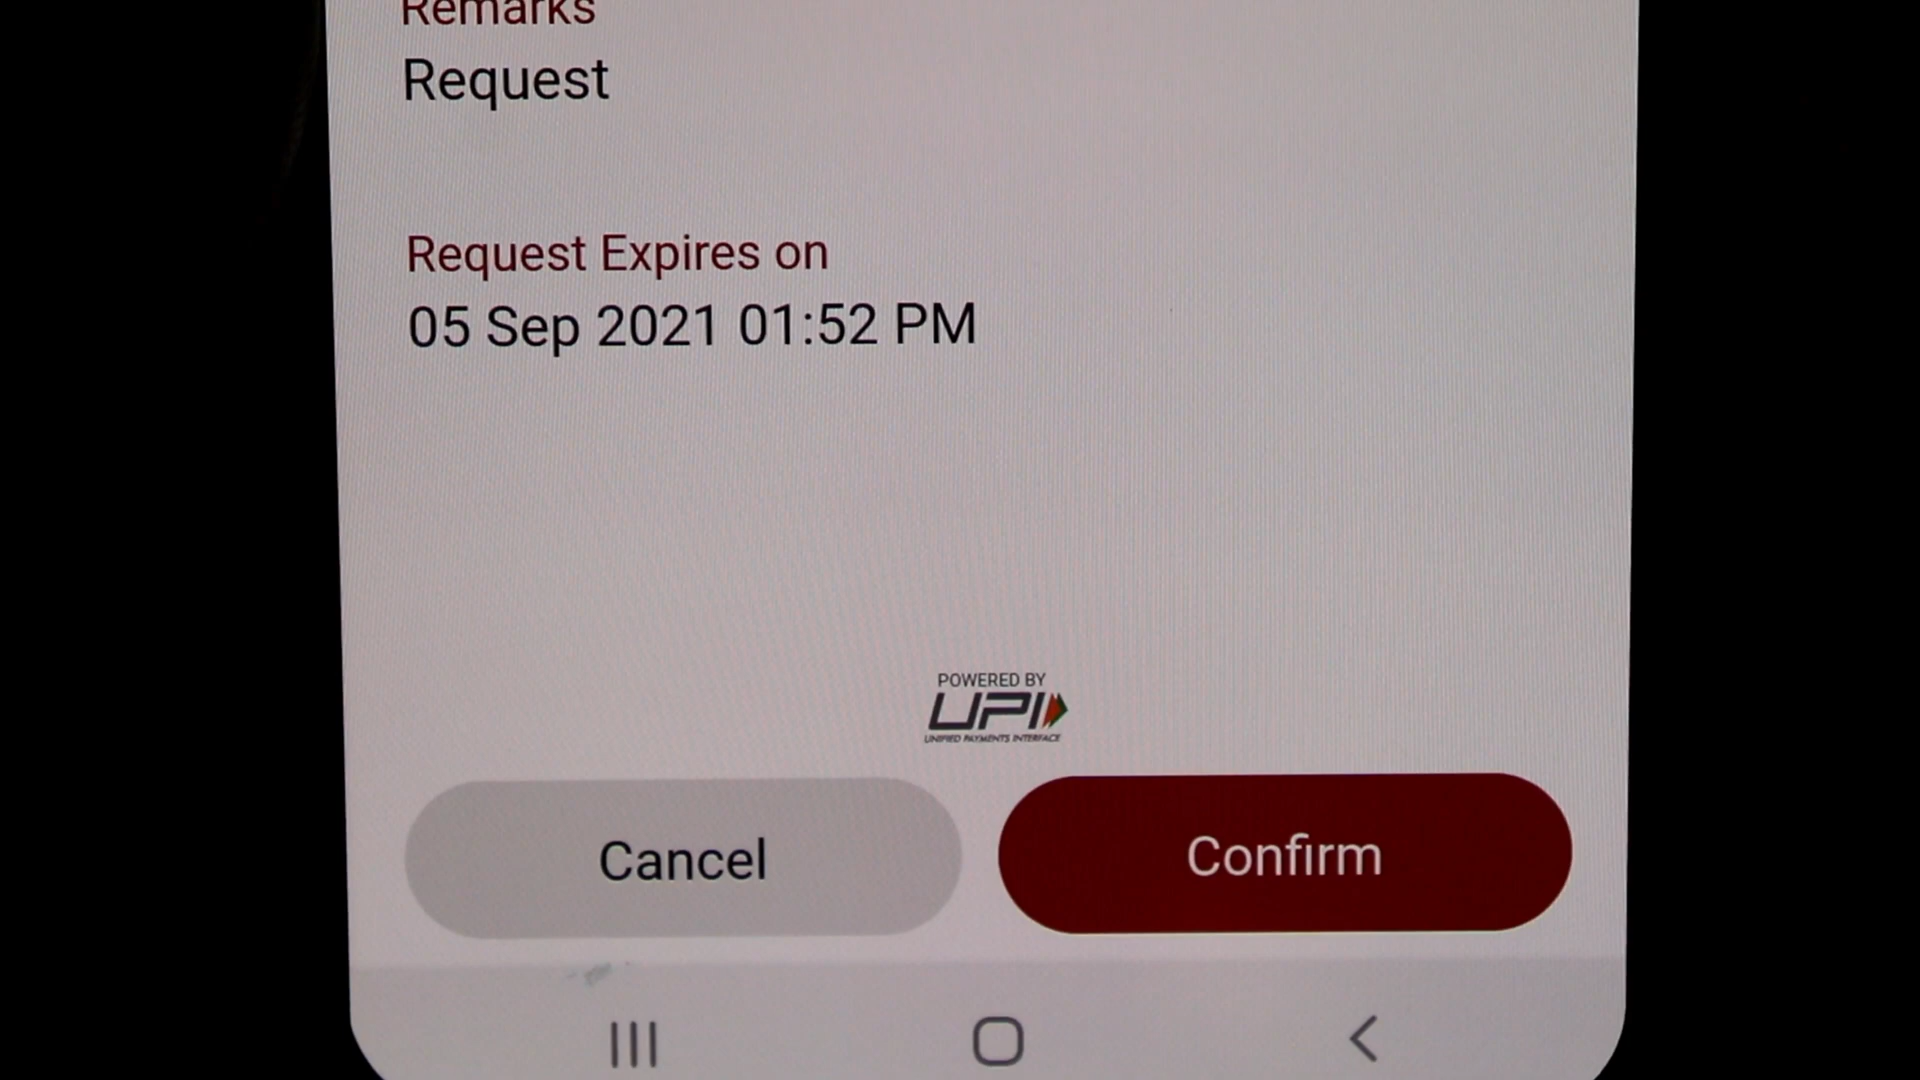 Remarks
Request
Request Expires on
05 Sep 2021 01:52 PM
POWERED BY
UPI
UNIFIED PAYMENTS INTERFACE
Cancel
Confirm